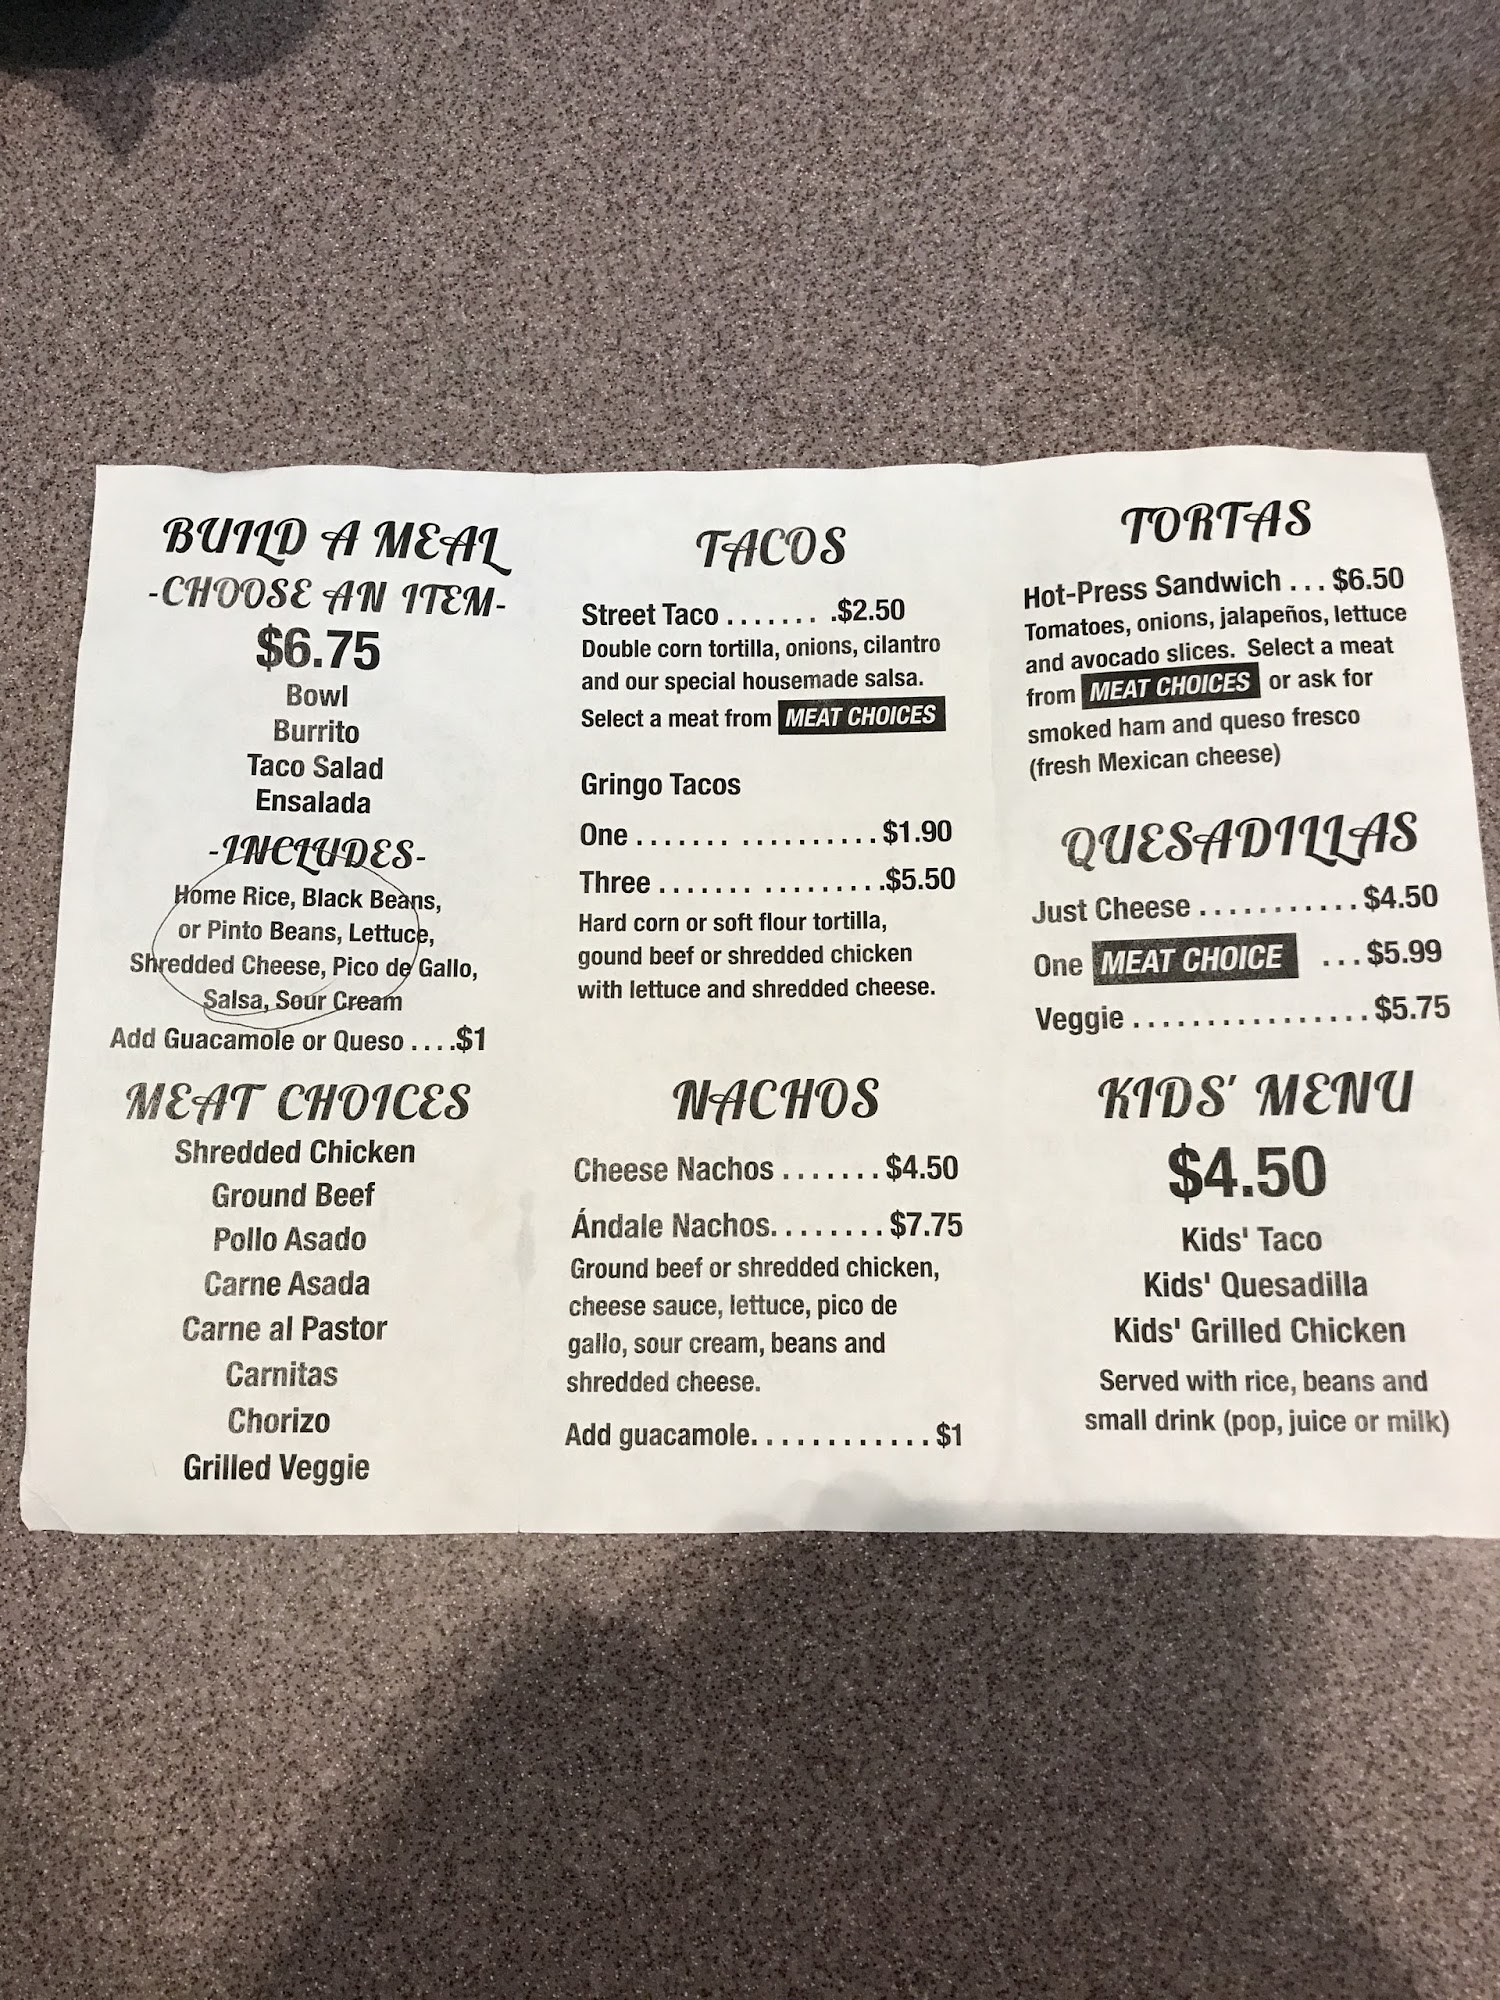 BUILD A MEAL
-CHOOSE AN ITEM-
$6.75
Bowl
Burrito
Taco Salad
Ensalada
-INCLUDES-
Home Rice, Black Beans,
or Pinto Beans, Lettuce,
Shredded Cheese, Pico de Gallo,
Salsa, Sour Cream
Add Guacamole or Queso ....$1
MEAT CHOICES
Shredded Chicken
Ground Beef
Pollo Asado
Carne Asada
Carne al Pastor
Carnitas
Chorizo
Grilled Veggie
TACOS
Street Taco ....... .$2.50
Double corn tortilla, onions, cilantro
and our special housemade salsa.
Select a meat from MEAT CHOICES
Gringo Tacos
One ....... ..........$1.90
Three ....... .........$5.50
Hard corn or soft flour tortilla,
gound beef or shredded chicken
with lettuce and shredded cheese.
NACHOS
Cheese Nachos .......$4.50
Ándale Nachos........$7.75
Ground beef or shredded chicken,
cheese sauce, lettuce, pico de
gallo, sour cream, beans and
shredded cheese.
Add guacamole.............$1
TORTAS
Hot-Press Sandwich ...$6.50
Tomatoes, onions, jalapeños, lettuce
and avocado slices. Select a meat
from MEAT CHOICES or ask for
smoked ham and queso fresco
(fresh Mexican cheese)
QUESADILLAS
Just Cheese ...........$4.50
One MEAT CHOICE ...$5.99
Veggie ................$5.75
KIDS' MENU
$4.50
Kids' Taco
Kids' Quesadilla
Kids' Grilled Chicken
Served with rice, beans and
small drink (pop, juice or milk)